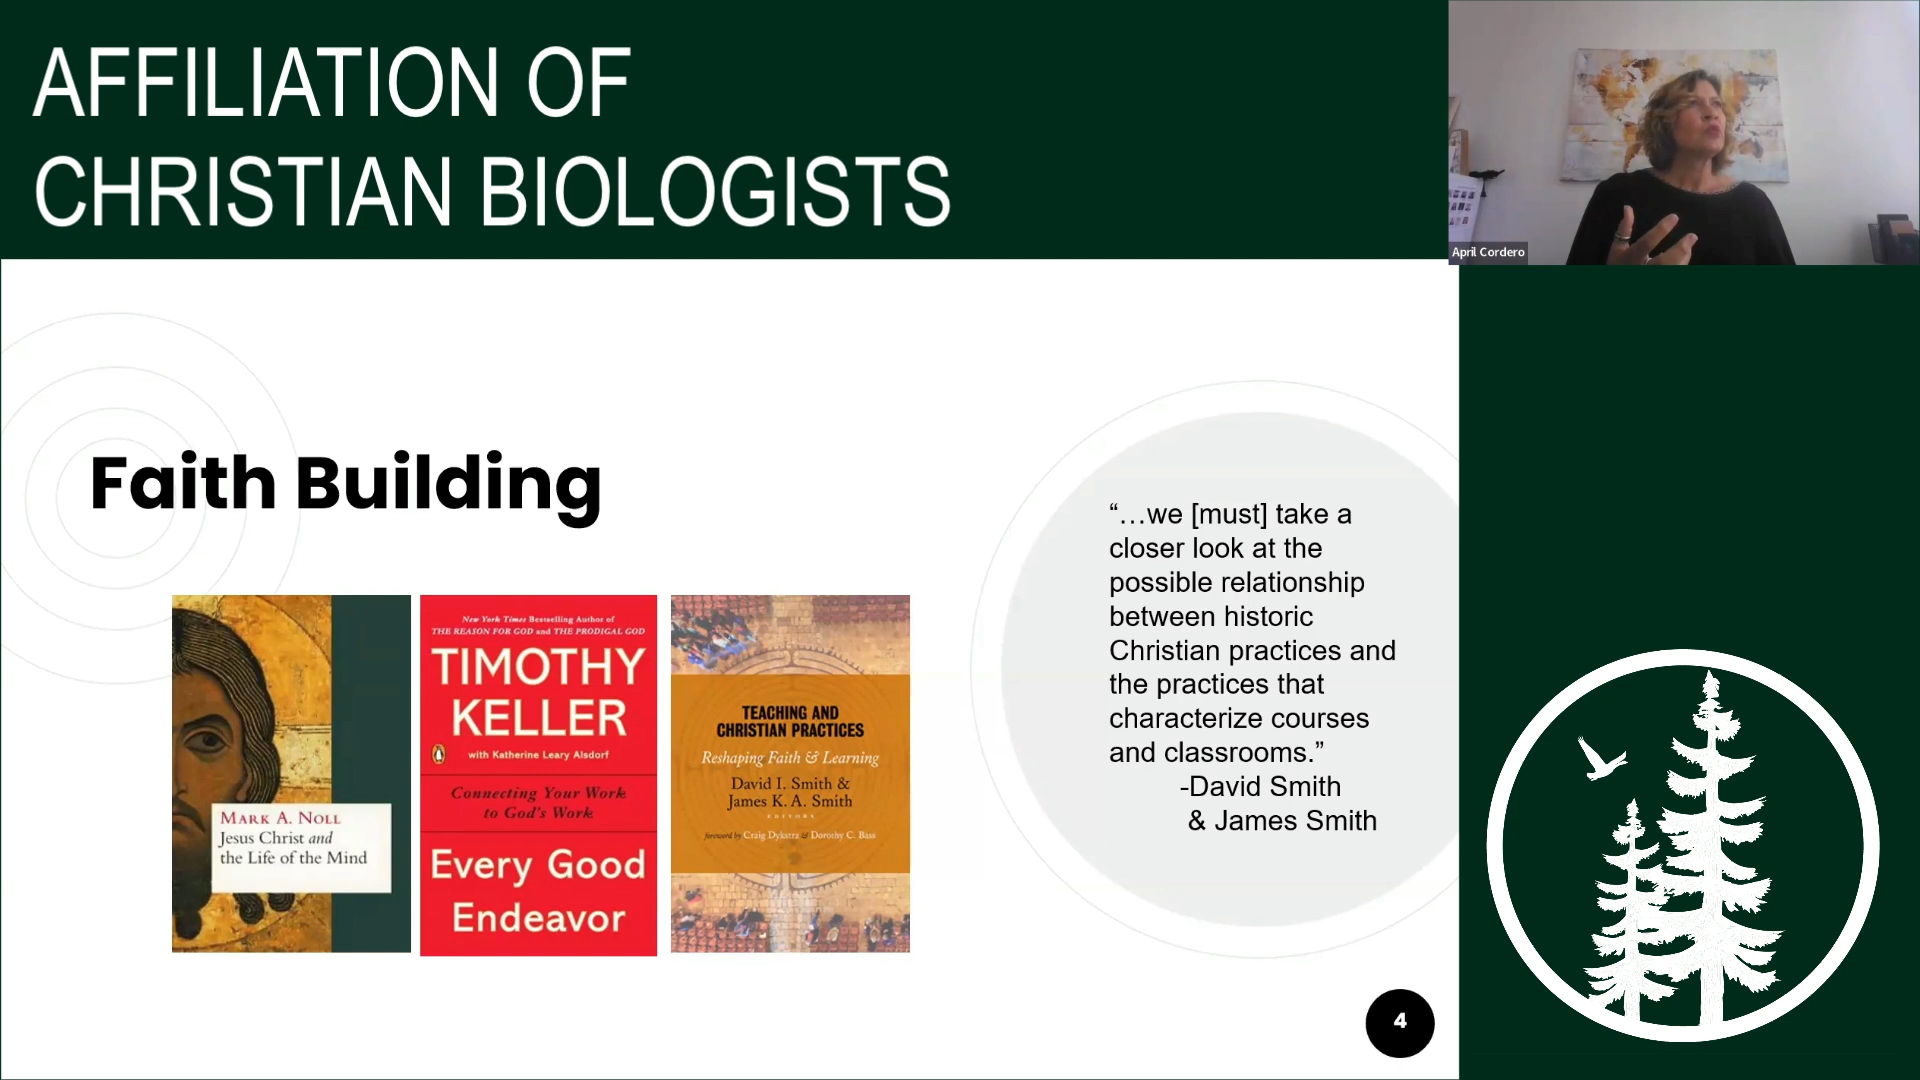 AFFILIATION OF
CHRISTIAN BIOLOGISTS
April Cordero
Faith Building
MARK A. NOLL
Jesus Christ and
the Life of the Mind
New York Times Bestselling Author of
THE REASON FOR GOD and THE PRODIGAL GOD
TIMOTHY
KELLER
with Katherine Leary Alsdorf
Connecting Your Work
to God's Work
Every Good
Endeavor
TEACHING AND
CHRISTIAN PRACTICES
Reshaping Faith & Learning
David I. Smith &
James K. A. Smith
EDITORS
foreword by Craig Dykstra & Dorothy C. Bass
“…we [must] take a
closer look at the
possible relationship
between historic
Christian practices and
the practices that
characterize courses
and classrooms.”
-David Smith
& James Smith
4